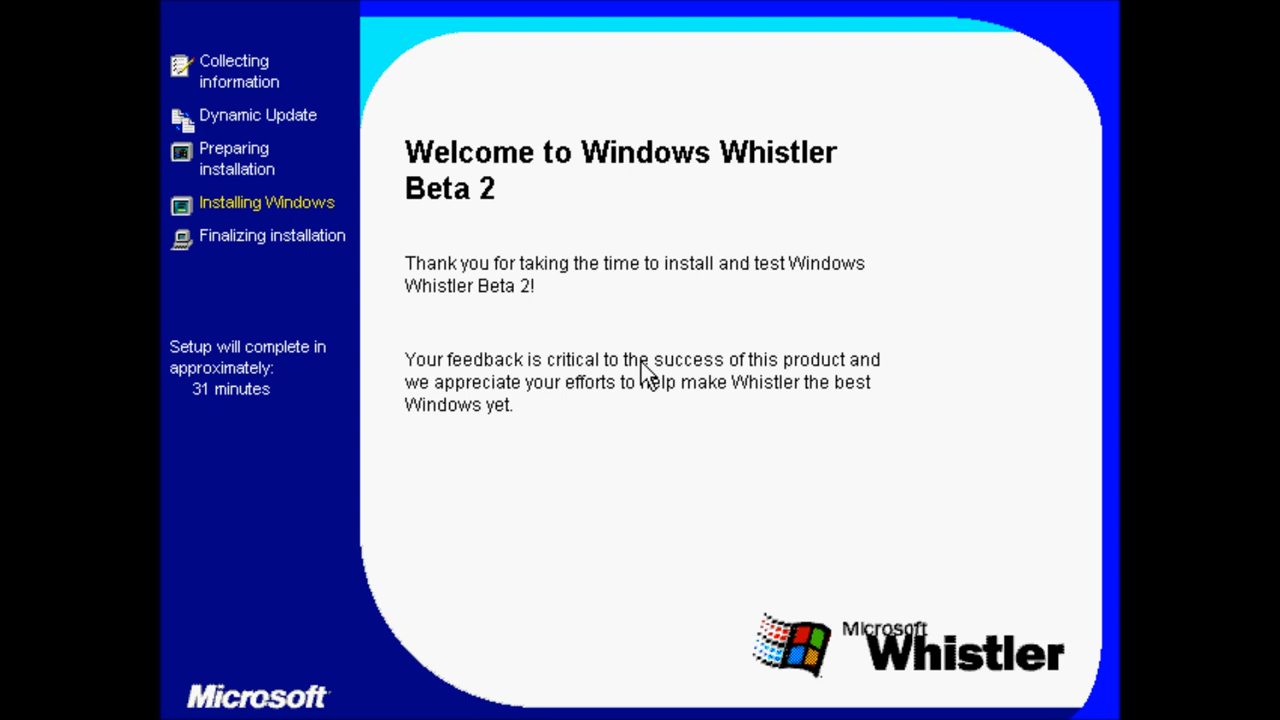 Collecting
information
Dynamic Update
Preparing
installation
Installing Windows
Finalizing installation
Setup will complete in
approximately:
31 minutes
Microsoft
Welcome to Windows Whistler
Beta 2
Thank you for taking the time to install and test Windows
Whistler Beta 2!
Your feedback is critical to the success of this product and
we appreciate your efforts to help make Whistler the best
Windows yet.
Microsoft
Whistler